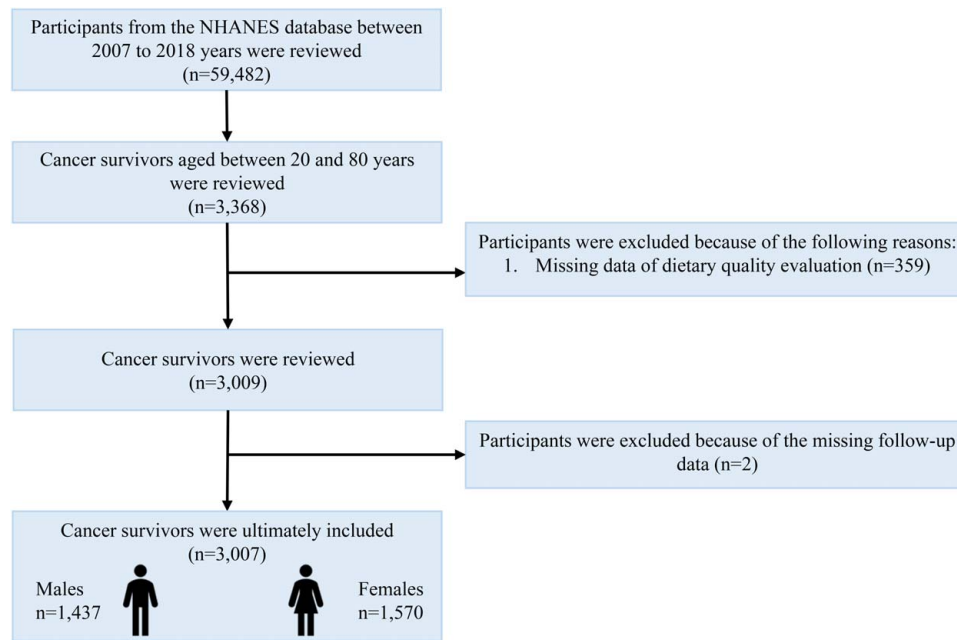 Participants from the NHANES database between
2007 to 2018 years were reviewed
(n=59,482)
Cancer survivors aged between 20 and 80 years
were reviewed
(n=3,368)
Participants were excluded because of the following reasons:
1. Missing data of dietary quality evaluation (n=359)
Cancer survivors were reviewed
(n=3,009)
Participants were excluded because of the missing follow-up
data (n=2)
Cancer survivors were ultimately included
(n=3,007)
Males
n=1,437
Females
n=1,570